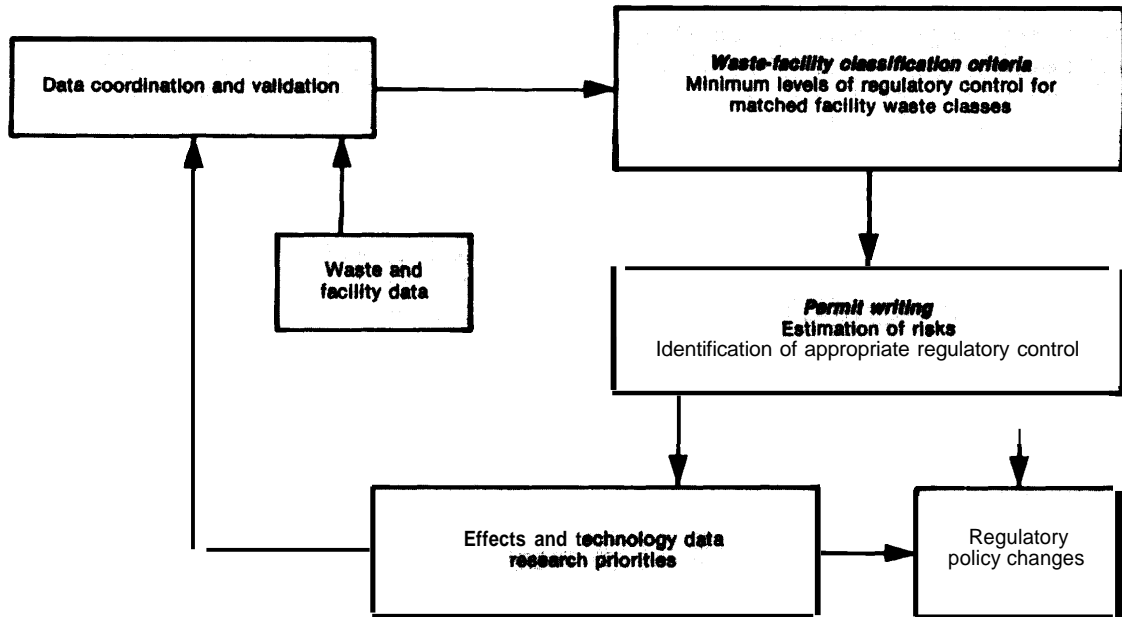 Data coordination and validation
Waste-facility classification criteria
Minimum levels of regulatory control for
matched facility waste classes
Waste and
facility data
Permit writing
Estimation of risks
Identification of appropriate regulatory control
Effects and technology data
research priorities
Regulatory
policy changes